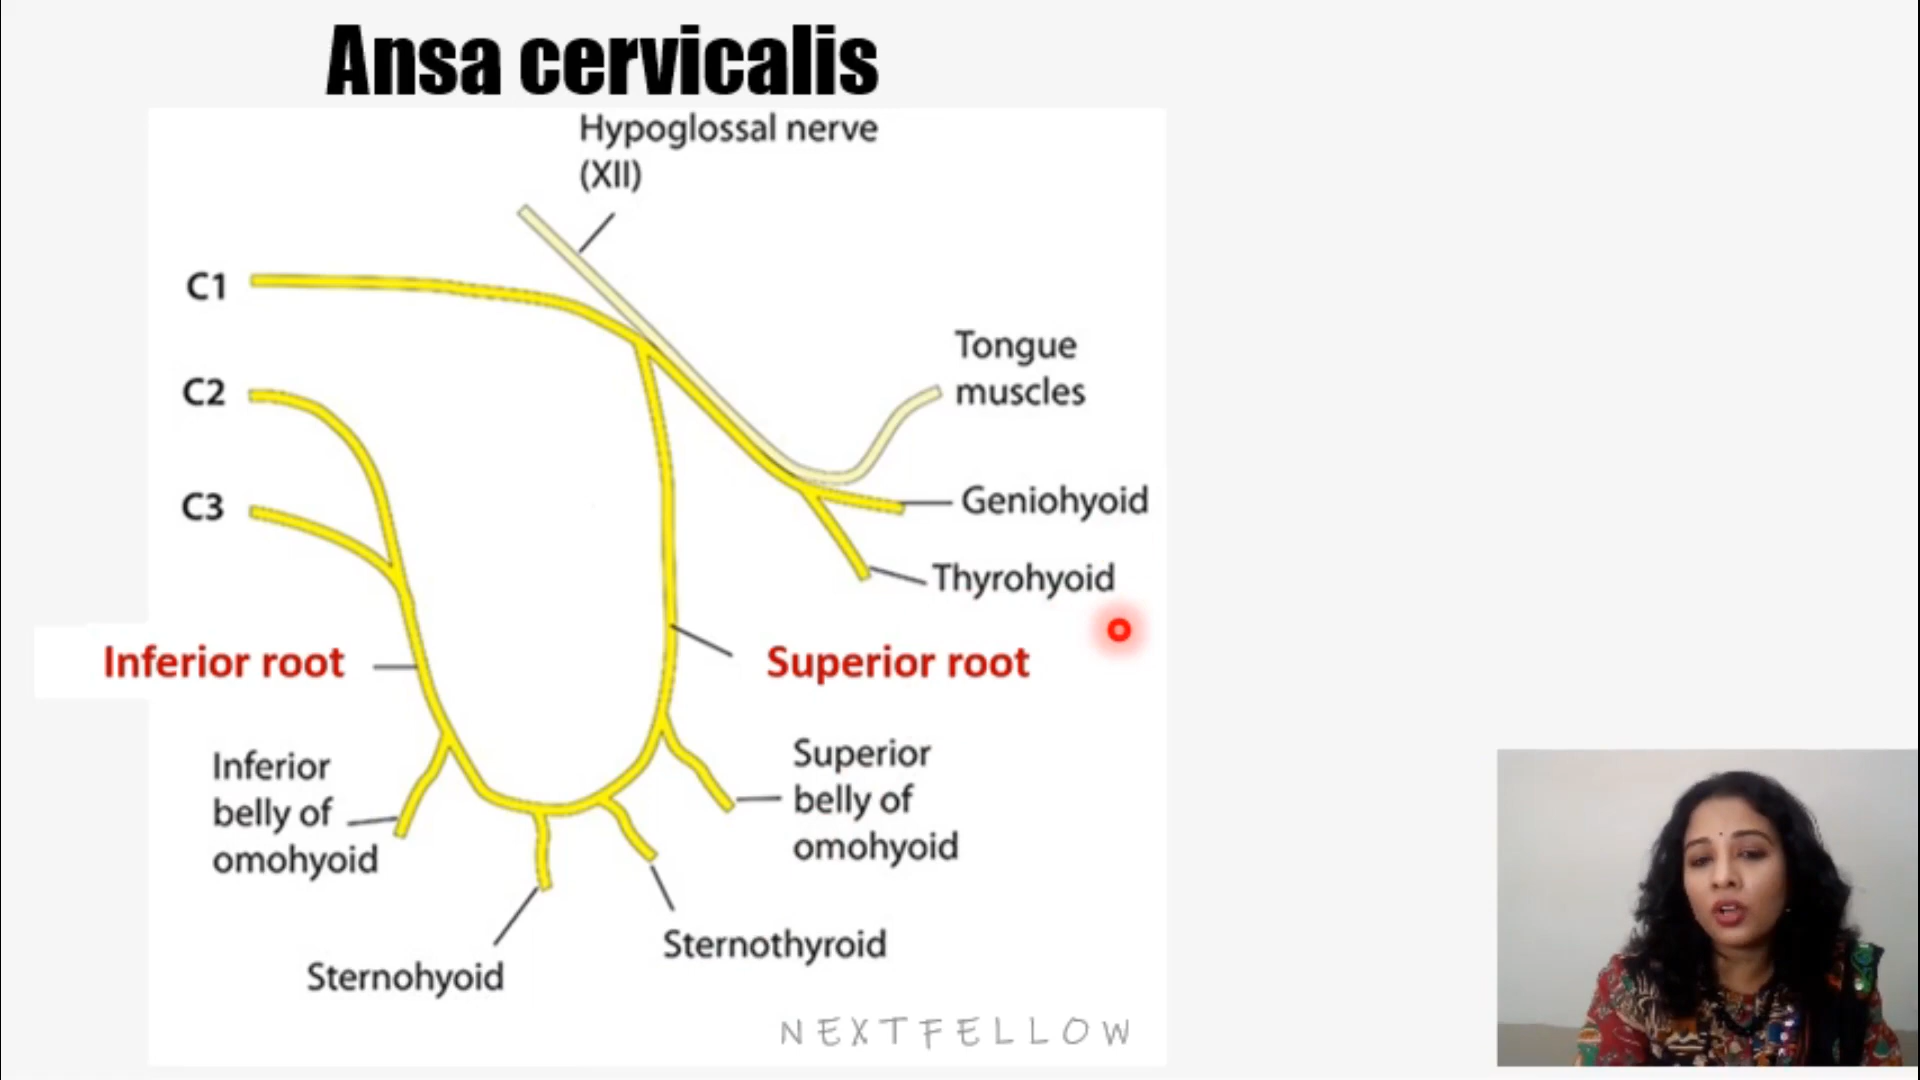 Ansa cervicalis
Hypoglossal nerve
(XII)
C1
Tongue
muscles
C2
C3
Geniohyoid
Thyrohyoid
Inferior root
Superior root
Inferior
belly of
omohyoid
Superior
belly of
omohyoid
Sternohyoid
Sternothyroid
NEXTFELLOW